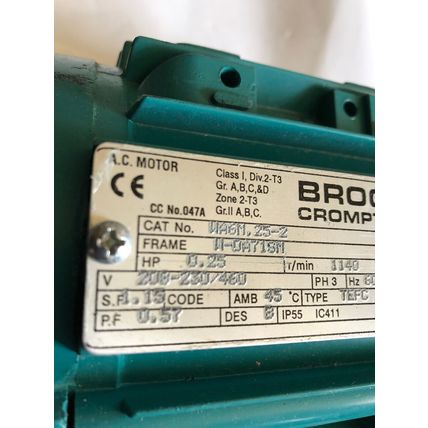 A.C. MOTOR
CE
Class I, Div.2-T3
Gr. A,B,C,&D
Zone 2-T3
Gr.II A,B,C.
CC No.047A
BROO
CROMPT
CAT No. WA6M.25-2
FRAME W-DA71SM
HP 0.25 r/min 1140
V 208-230/460 PH 3 Hz 60
S.F. 1.15 CODE AMB 45 °C TYPE TEFC
P.F 0.57 DES B IP55 IC411